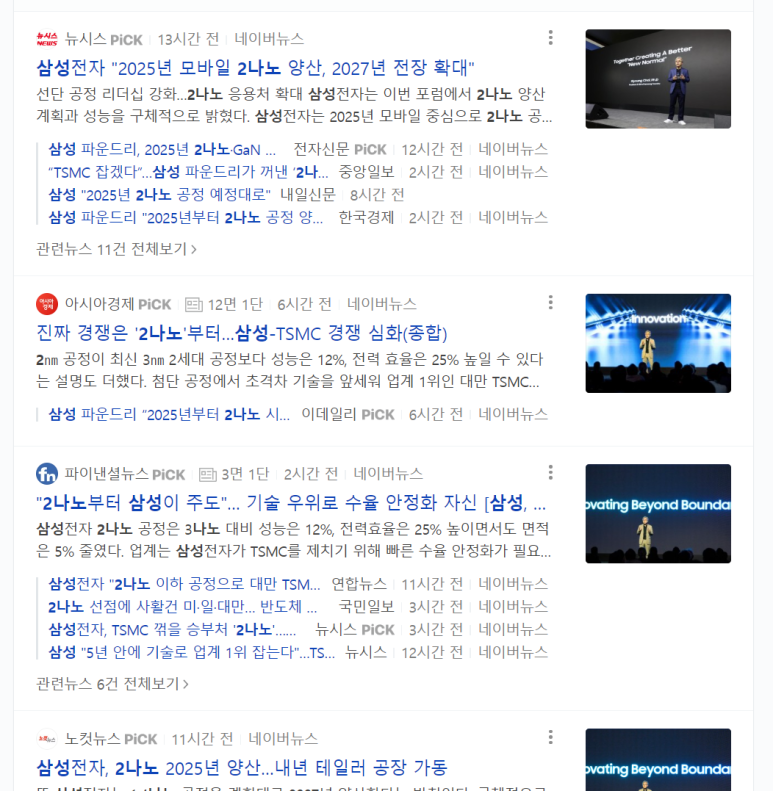 뉴시스 NEWS 뉴시스 PiCK 13시간 전 네이버뉴스
삼성전자 "2025년 모바일 2나노 양산, 2027년 전장 확대"
선단 공정 리더십 강화...2나노 응용처 확대 삼성전자는 이번 포럼에서 2나노 양산
계획과 성능을 구체적으로 밝혔다. 삼성전자는 2025년 모바일 중심으로 2나노 공...
Together Creating A Better
"New Normal"
삼성 파운드리, 2025년 2나노·GaN ... 전자신문 PiCK 12시간 전 네이버뉴스
“TSMC 잡겠다”...삼성 파운드리가 꺼낸 ‘2나... 중앙일보 2시간 전 네이버뉴스
삼성 "2025년 2나노 공정 예정대로" 내일신문 8시간 전
삼성 파운드리 "2025년부터 2나노 공정 양... 한국경제 2시간 전 네이버뉴스
관련뉴스 11건 전체보기 >
아시아 경제 아시아경제 PiCK 12면 1단 6시간 전 네이버뉴스
진짜 경쟁은 '2나노'부터...삼성-TSMC 경쟁 심화(종합)
2㎚ 공정이 최신 3㎚ 2세대 공정보다 성능은 12%, 전력 효율은 25% 높일 수 있다
는 설명도 더했다. 첨단 공정에서 초격차 기술을 앞세워 업계 1위인 대만 TSMC...
Innovation
삼성 파운드리 “2025년부터 2나노 시... 이데일리 PiCK 6시간 전 네이버뉴스
fn 파이낸셜뉴스 PiCK 3면 1단 2시간 전 네이버뉴스
"2나노부터 삼성이 주도"... 기술 우위로 수율 안정화 자신 [삼성, ...
삼성전자 2나노 공정은 3나노 대비 성능은 12%, 전력효율은 25% 높이면서도 면적
은 5% 줄였다. 업계는 삼성전자가 TSMC를 제치기 위해 빠른 수율 안정화가 필요...
ovating Beyond Boundar
삼성전자 "2나노 이하 공정으로 대만 TSM... 연합뉴스 11시간 전 네이버뉴스
2나노 선점에 사활건 미·일·대만... 반도체 ... 국민일보 3시간 전 네이버뉴스
삼성전자, TSMC 꺾을 승부처 '2나노'...... 뉴시스 PiCK 3시간 전 네이버뉴스
삼성 "5년 안에 기술로 업계 1위 잡는다"...TS... 뉴시스 12시간 전 네이버뉴스
관련뉴스 6건 전체보기 >
노컷뉴스 PiCK 11시간 전 네이버뉴스
삼성전자, 2나노 2025년 양산...내년 테일러 공장 가동
ovating Beyond Boundar